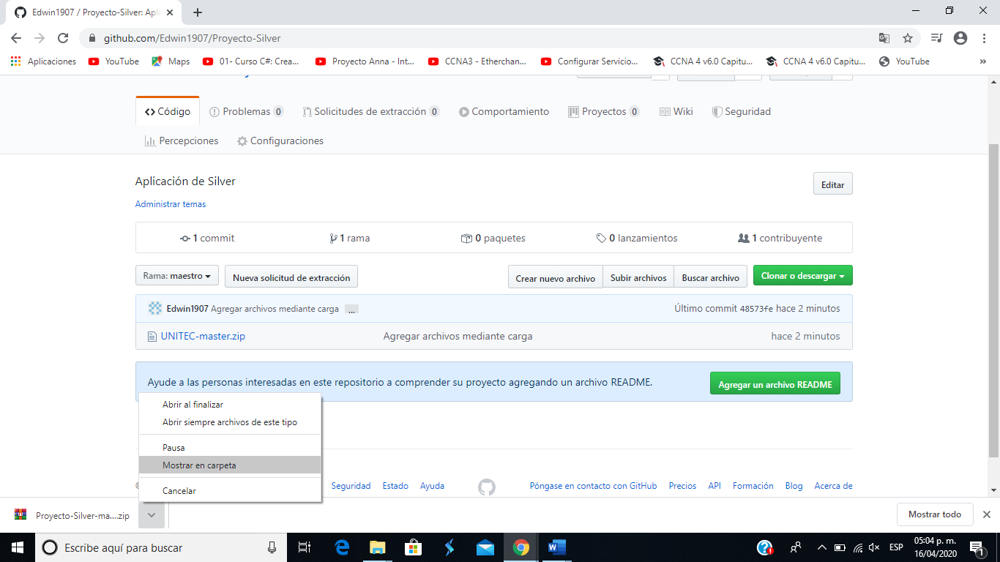 Edwin1907 / Proyecto-Silver: Apli
github.com/Edwin1907/Proyecto-Silver
Aplicaciones YouTube Maps 01- Curso C#: Crea... Proyecto Anna - Int... CCNA3 - Etherchan... Configurar Servicio... CCNA 4 v6.0 Capitu... CCNA 4 v6.0 Capitu... YouTube »
Código Problemas 0 Solicitudes de extracción 0 Comportamiento Proyectos 0 Wiki Seguridad
Percepciones Configuraciones
Aplicación de Silver
Editar
Administrar temas
1 commit 1 rama 0 paquetes 0 lanzamientos 1 contribuyente
Rama: maestro Nueva solicitud de extracción Crear nuevo archivo Subir archivos Buscar archivo Clonar o descargar
Edwin1907 Agregar archivos mediante carga ... Último commit 48573fe hace 2 minutos
UNITEC-master.zip Agregar archivos mediante carga hace 2 minutos
Ayude a las personas interesadas en este repositorio a comprender su proyecto agregando un archivo README. Agregar un archivo README
Abrir al finalizar
Abrir siempre archivos de este tipo
Pausa
Mostrar en carpeta
Cancelar
Seguridad Estado Ayuda Póngase en contacto con GitHub Precios API Formación Blog Acerca de
Proyecto-Silver-ma....zip Mostrar todo
Escribe aquí para buscar ESP 05:04 p. m.
16/04/2020 1